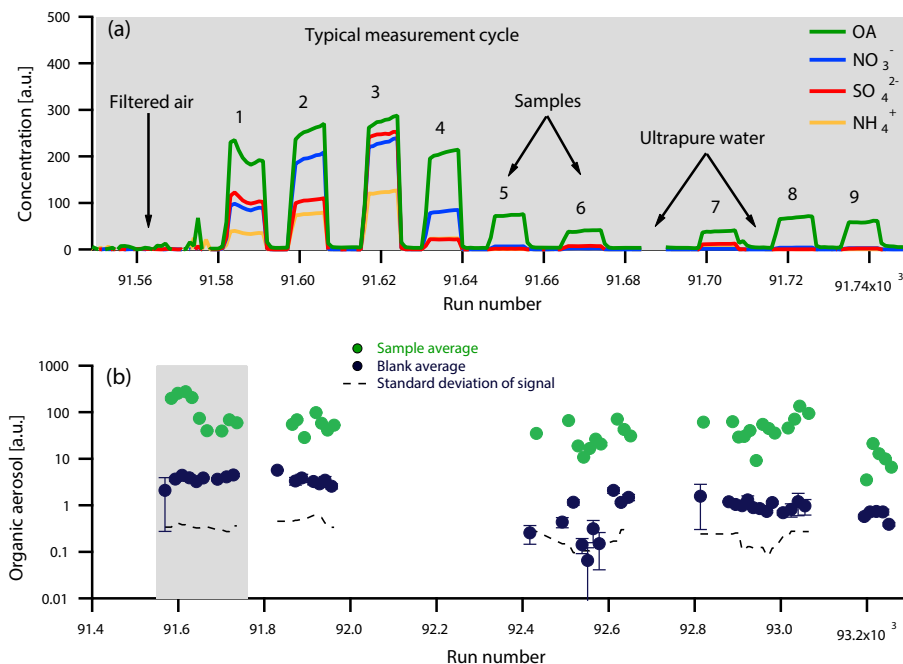 (a)
Typical measurement cycle
500
400
300
200
100
0
Concentration [a.u.]
Filtered air
1
2
3
4
Samples
5
6
Ultrapure water
7
8
9
OA
NO3-
SO42-
NH4+
91.56
91.58
91.60
91.62
91.64
91.66
91.68
91.70
91.72
91.74x10^3
Run number
Sample average
Blank average
Standard deviation of signal
(b)
1000
100
10
1
0.1
0.01
Organic aerosol [a.u.]
91.4
91.6
91.8
92.0
92.2
92.4
92.6
92.8
93.0
93.2x10^3
Run number